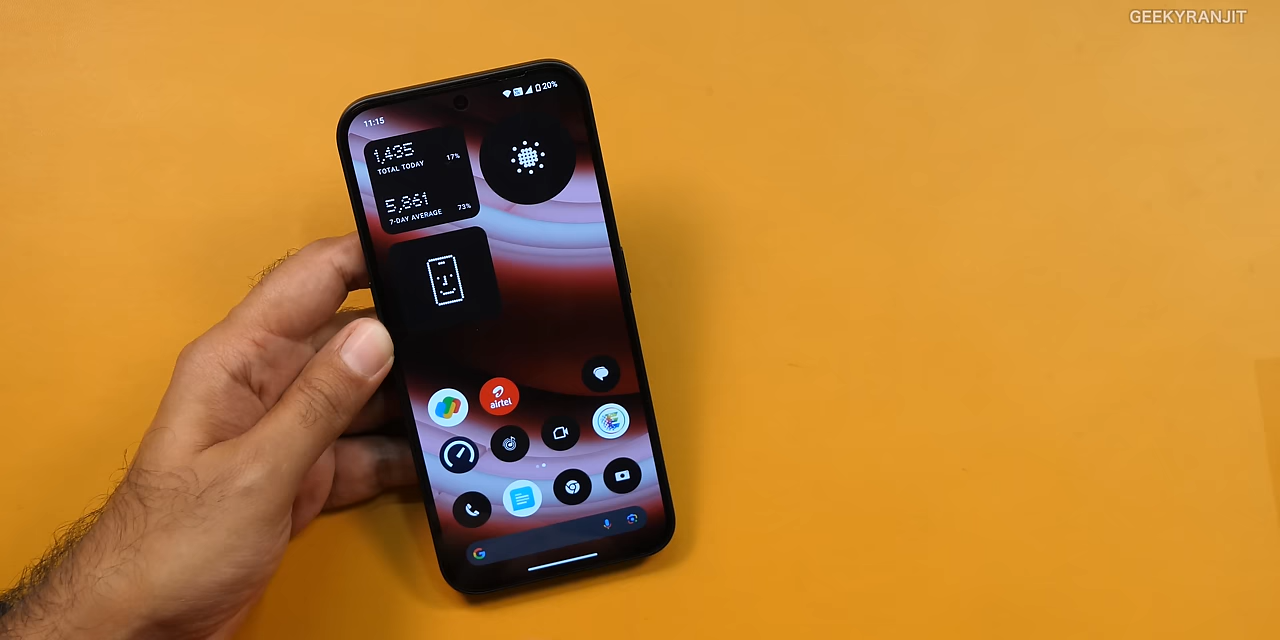 GEEKYRANJIT
11:15
20%
1,435
TOTAL TODAY
17%
5,861
7-DAY AVERAGE
73%
airtel